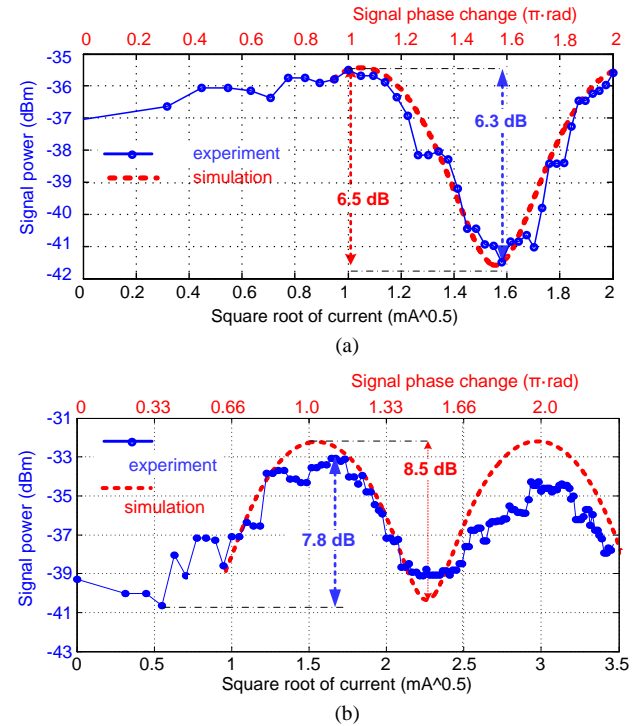 Signal phase change (π·rad)
0 0.2 0.4 0.6 0.8 1 1.2 1.4 1.6 1.8 2
-35
-36
-37
-38
-39
-40
-41
-42
Signal power (dBm)
experiment
simulation
6.3 dB
6.5 dB
0 0.2 0.4 0.6 0.8 1 1.2 1.4 1.6 1.8 2
Square root of current (mA^0.5)
(a)
Signal phase change (π·rad)
0 0.33 0.66 1.0 1.33 1.66 2.0
-31
-33
-35
-37
-39
-41
-43
Signal power (dBm)
experiment
simulation
8.5 dB
7.8 dB
0 0.5 1 1.5 2 2.5 3 3.5
Square root of current (mA^0.5)
(b)